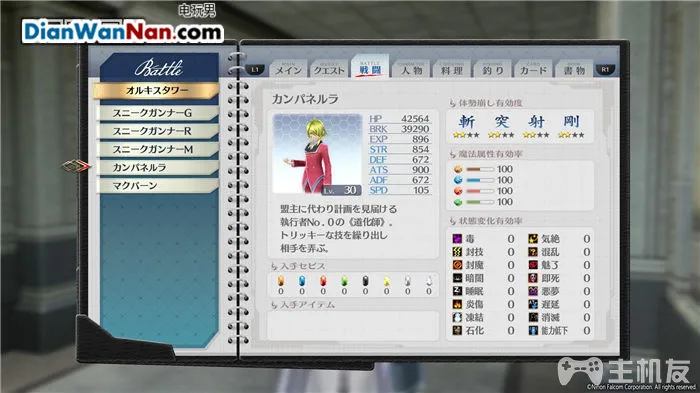 电玩男
DianWanNan.com
Battle
オルキスタワー
スニークガンナーG
スニークガンナーR
スニークガンナーM
カンパネルラ
マクバーン
L1
メイン
クエスト
BATTLE
戦闘
人物
料理
釣り
カード
書物
R1
カンパネルラ
Lv. 30
HP 42564
BRK 39290
EXP 896
STR 854
DEF 672
ATS 900
ADF 672
SPD 105
盟主に代わり計画を見届ける
執行者No.0の《道化師》。
トリッキーな技を繰り出し
相手を弄ぶ。
入手セピス
0 0 0 0 0 0 0 0
入手アイテム
体勢崩し有効度
斬 突 射 剛
魔法属性有効率
100
100
100
100
状態変化有効率
毒 0 気絶 0
封技 0 混乱 0
封魔 0 魅了 0
暗闇 0 即死 0
睡眠 0 悪夢 0
炎傷 0 遅延 0
凍結 0 消滅 0
石化 0 能力低下 0
主机友
©Nihon Falcom Corporation. All rights reserved.